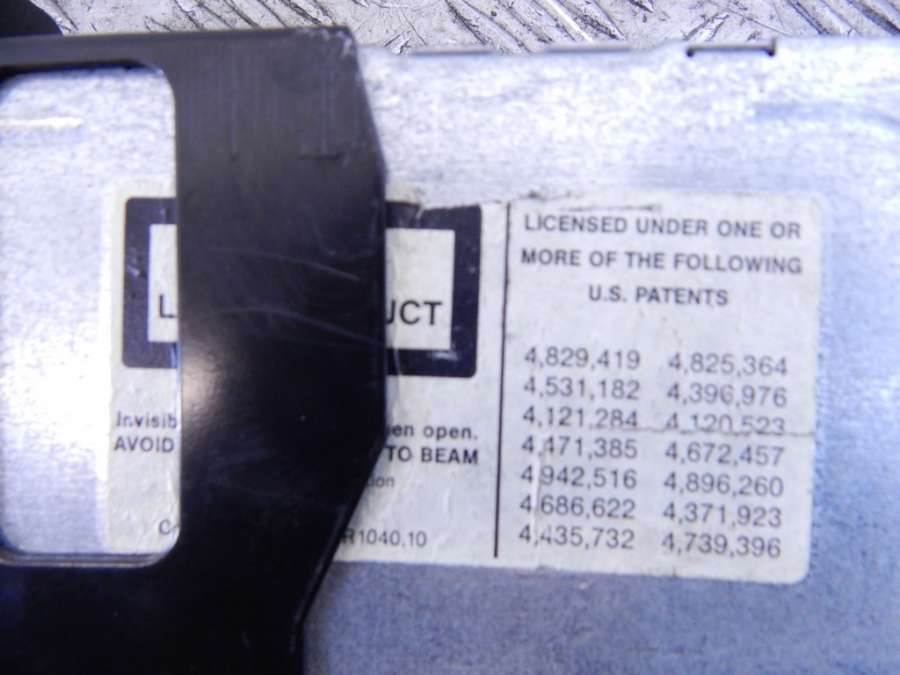 L UCT
Invisib en open.
AVOID TO BEAM
R1040.10
LICENSED UNDER ONE OR
MORE OF THE FOLLOWING
U.S. PATENTS
4,829,419 4,825,364
4,531,182 4,396,976
4,121,284 4,120,523
4,471,385 4,672,457
4,942,516 4,896,260
4,686,622 4,371,923
4,435,732 4,739,396